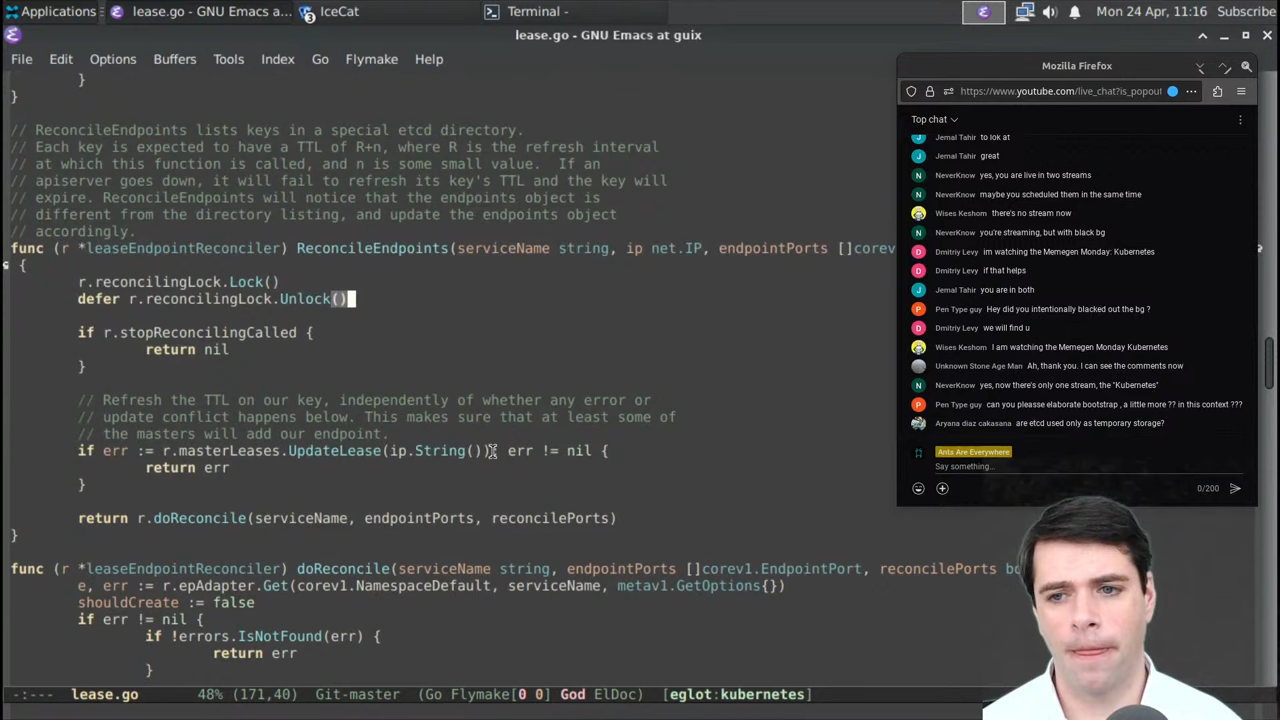 Applications
lease.go - GNU Emacs a...
IceCat
3
Terminal -
Mon 24 Apr, 11:16
Subscribe
lease.go - GNU Emacs at guix
File Edit Options Buffers Tools Index Go Flymake Help
}
}
// ReconcileEndpoints lists keys in a special etcd directory.
// Each key is expected to have a TTL of R+n, where R is the refresh interval
// at which this function is called, and n is some small value.  If an
// apiserver goes down, it will fail to refresh its key's TTL and the key will
// expire. ReconcileEndpoints will notice that the endpoints object is
// different from the directory listing, and update the endpoints object
// accordingly.
func (r *leaseEndpointReconciler) ReconcileEndpoints(serviceName string, ip net.IP, endpointPorts []corev
{
r.reconcilingLock.Lock()
defer r.reconcilingLock.Unlock()
if r.stopReconcilingCalled {
return nil
}
// Refresh the TTL on our key, independently of whether any error or
// update conflict happens below. This makes sure that at least some of
// the masters will add our endpoint.
if err := r.masterLeases.UpdateLease(ip.String()); err != nil {
return err
}
return r.doReconcile(serviceName, endpointPorts, reconcilePorts)
}
func (r *leaseEndpointReconciler) doReconcile(serviceName string, endpointPorts []corev1.EndpointPort, reconcilePorts bo
e, err := r.epAdapter.Get(corev1.NamespaceDefault, serviceName, metav1.GetOptions{})
shouldCreate := false
if err != nil {
if !errors.IsNotFound(err) {
return err
}
-:--- lease.go 48% (171,40) Git-master (Go Flymake[0 0] God ElDoc) [eglot:kubernetes]
Mozilla Firefox
https://www.youtube.com/live_chat?is_popout
Top chat
Jemal Tahir to lok at
Jemal Tahir great
NeverKnow yes, you are live in two streams
NeverKnow maybe you scheduled them in the same time
Wises Keshom there's no stream now
NeverKnow you're streaming, but with black bg
Dmitriy Levy im watching the Memegen Monday: Kubernetes
Dmitriy Levy if that helps
Jemal Tahir you are in both
Pen Type guy Hey did you intentionally blacked out the bg ?
Dmitriy Levy we will find u
Wises Keshom I am watching the Memegen Monday Kubernetes
Unknown Stone Age Man Ah, thank you. I can see the comments now
NeverKnow yes, now there's only one stream, the "Kubernetes"
Pen Type guy can you pleasse elaborate bootstrap , a little more ?? in this context ???
Aryana diaz cakasana are etcd used only as temporary storage?
Ants Are Everywhere
Say something...
0/200